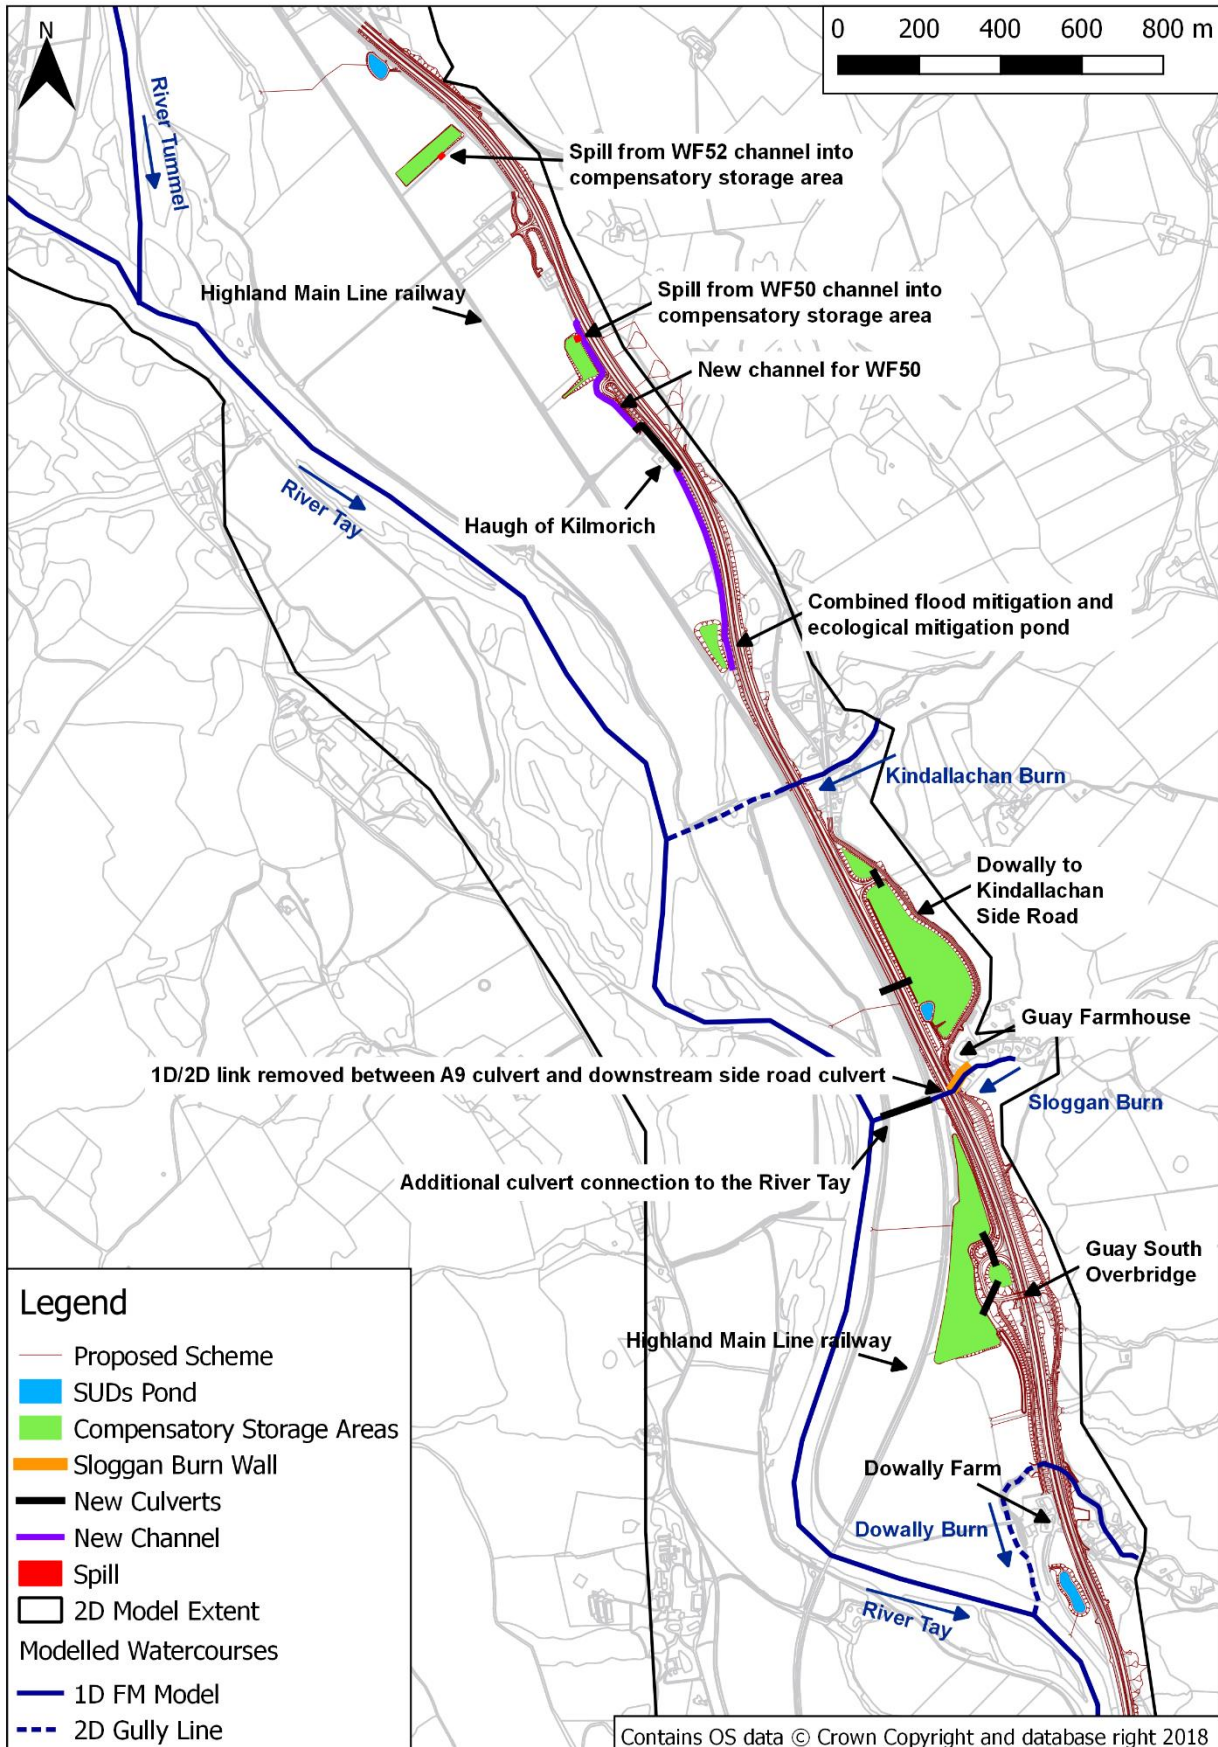 N
0 200 400 600 800 m
River Tummel
Spill from WF52 channel into
compensatory storage area
Highland Main Line railway
Spill from WF50 channel into
compensatory storage area
New channel for WF50
River Tay
Haugh of Kilmorich
Combined flood mitigation and
ecological mitigation pond
Kindallachan Burn
Dowally to
Kindallachan
Side Road
Guay Farmhouse
1D/2D link removed between A9 culvert and downstream side road culvert
Sloggan Burn
Additional culvert connection to the River Tay
Guay South
Overbridge
Highland Main Line railway
Dowally Farm
Dowally Burn
River Tay
Legend
Proposed Scheme
SUDs Pond
Compensatory Storage Areas
Sloggan Burn Wall
New Culverts
New Channel
Spill
2D Model Extent
Modelled Watercourses
1D FM Model
2D Gully Line
Contains OS data © Crown Copyright and database right 2018